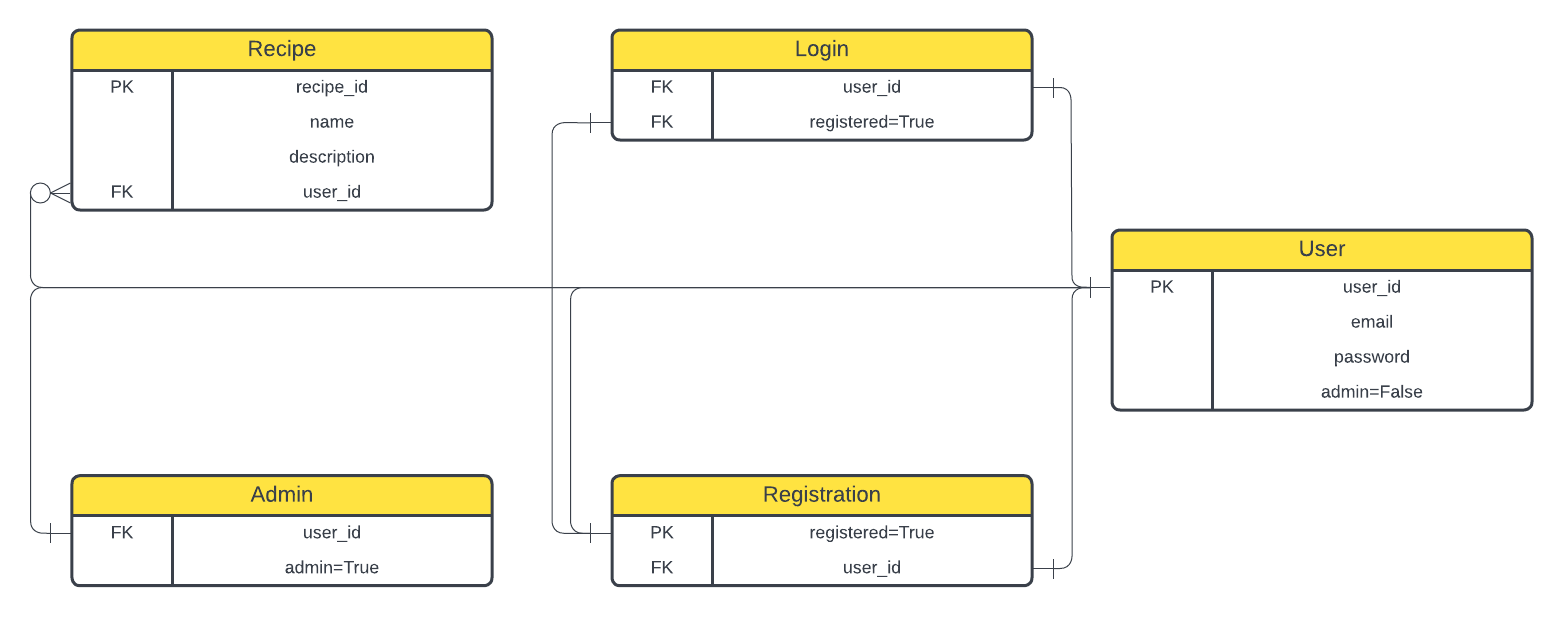 Recipe
PK recipe_id
name
description
FK user_id
Login
FK user_id
FK registered=True
User
PK user_id
email
password
admin=False
Admin
FK user_id
admin=True
Registration
PK registered=True
FK user_id